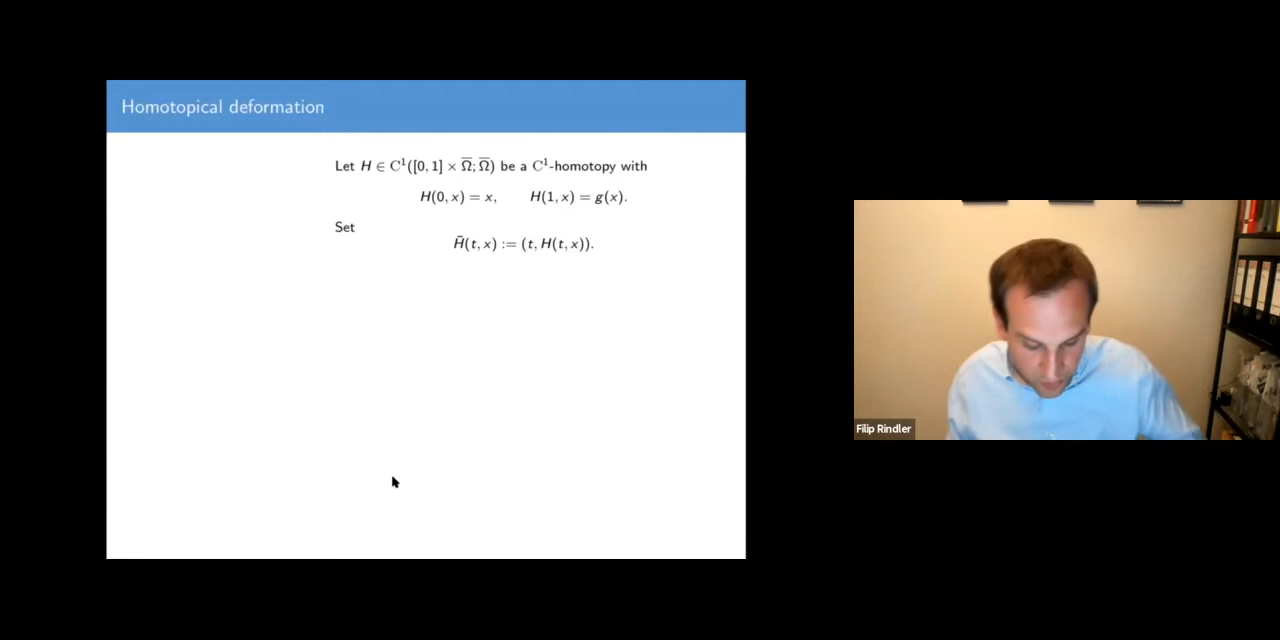 Homotopical deformation
Let H ∈ C¹([0, 1] × Ω̅; Ω̅) be a C¹-homotopy with
H(0, x) = x, H(1, x) = g(x).
Set
H̄(t, x) := (t, H(t, x)).
Filip Rindler